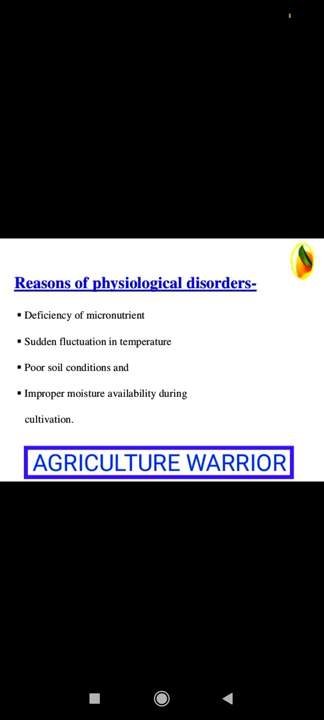 Reasons of physiological disorders-
▪ Deficiency of micronutrient
▪ Sudden fluctuation in temperature
▪ Poor soil conditions and
▪ Improper moisture availability during
cultivation.
AGRICULTURE WARRIOR